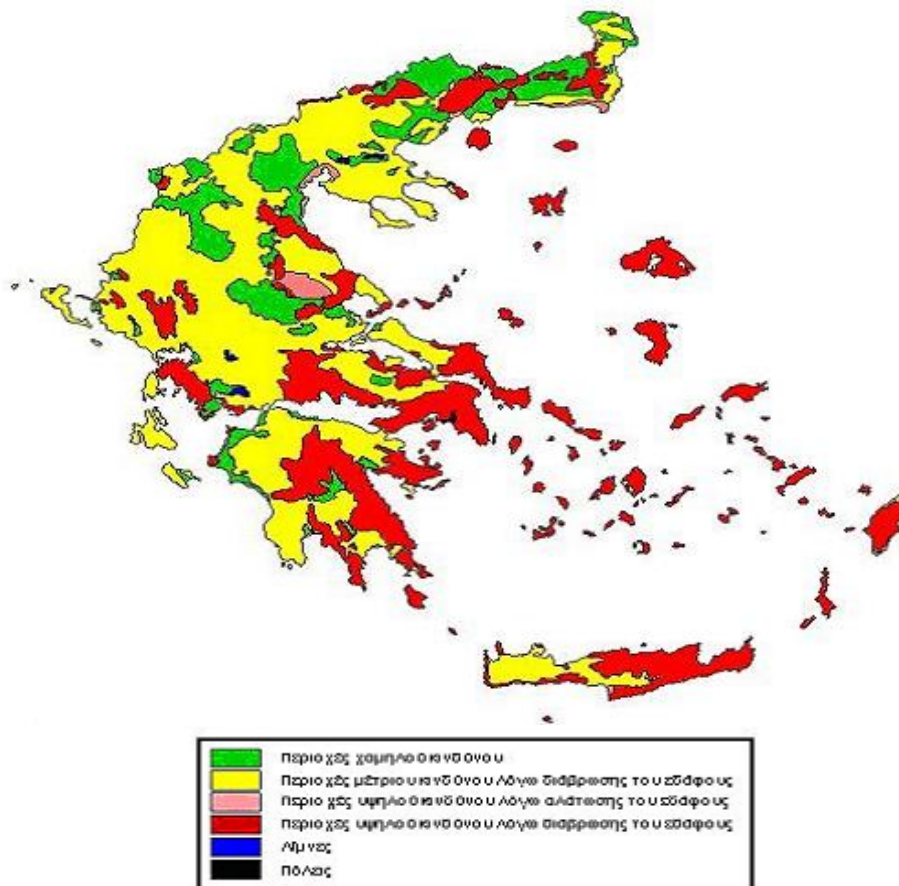 Περιοχές χαμηλού κινδύνου
Περιοχές μέτριου κινδύνου λόγω διάβρωσης του εδάφους
Περιοχές υψηλού κινδύνου λόγω αλάτωσης του εδάφους
Περιοχές υψηλού κινδύνου λόγω διάβρωσης του εδάφους
Λίμνες
Πόλεις